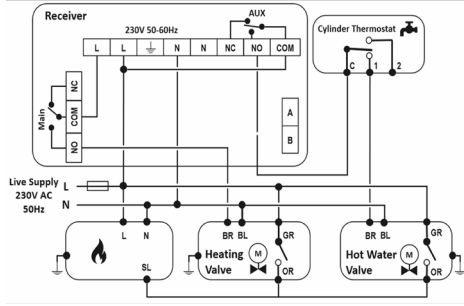 Receiver
AUX
230V 50-60Hz
L L N N NC NO COM
Cylinder Thermostat
C 1 2
Main
NC
COM
NO
A
B
Live Supply
230V AC
50Hz
L
N
L N
SL
BR BL GR
Heating
Valve
M
OR
BR BL GR
Hot Water
Valve
M
OR